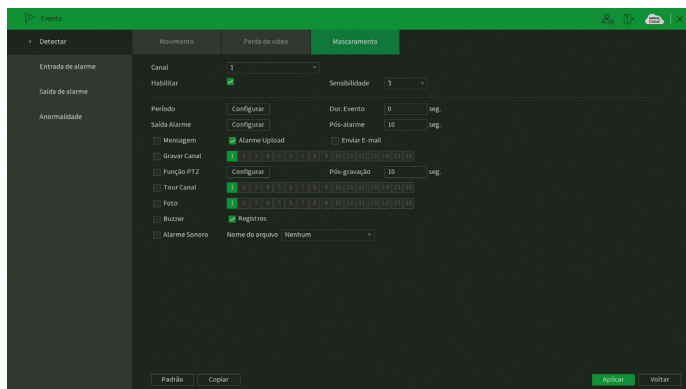 Evento
Intelbras Cloud
Detectar
Movimento Perda de vídeo Mascaramento
Entrada de alarme
Saída de alarme
Anormalidade
Canal 1
Habilitar Sensibilidade 3
Período Configurar Dur. Evento 0 seg.
Saída Alarme Configurar Pós-alarme 10 seg.
Mensagem Alarme Upload Enviar E-mail
Gravar Canal 1 2 3 4 5 6 7 8 9 10 11 12 13 14 15 16
Função PTZ Configurar Pós-gravação 10 seg.
Tour Canal 1 2 3 4 5 6 7 8 9 10 11 12 13 14 15 16
Foto 1 2 3 4 5 6 7 8 9 10 11 12 13 14 15 16
Buzzer Registros
Alarme Sonoro Nome do arquivo Nenhum
Padrão Copiar Aplicar Voltar